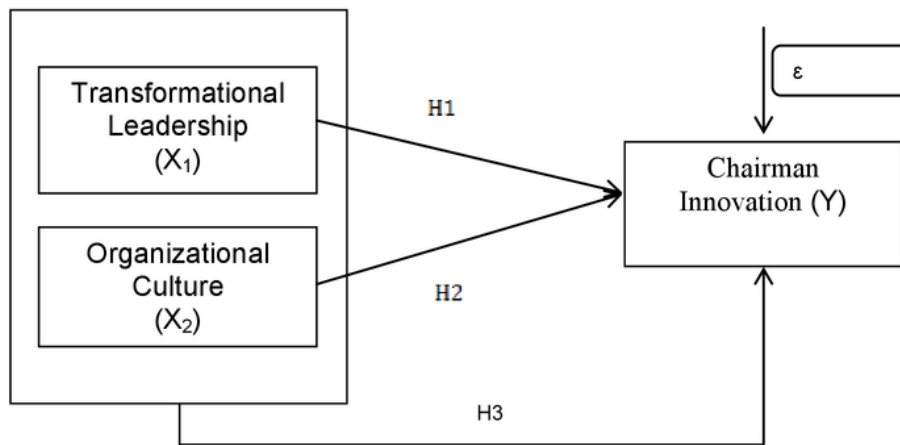 Transformational
Leadership
(X₁)
H1
ε
Chairman
Innovation (Y)
Organizational
Culture
(X₂)
H2
H3